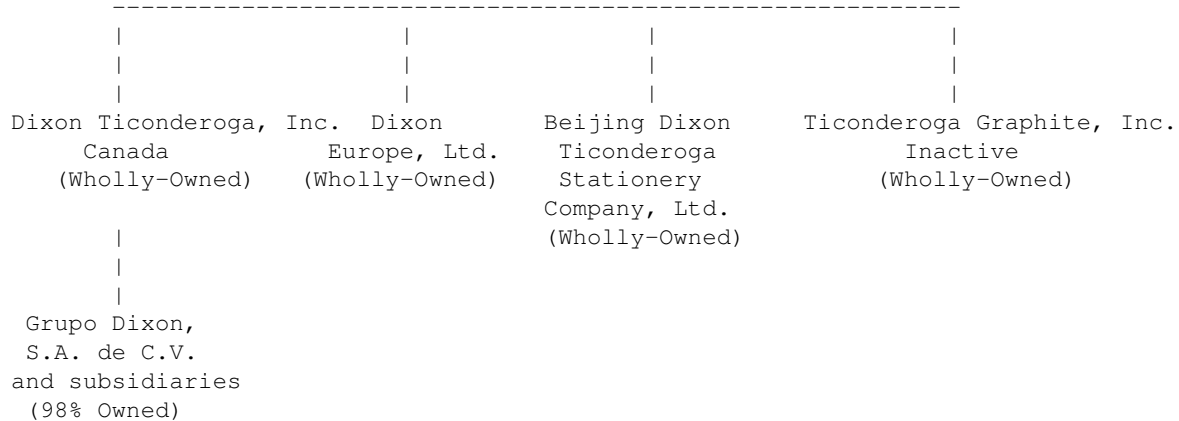 Dixon Ticonderoga, Inc. Dixon Beijing Dixon Ticonderoga Graphite, Inc.
Canada Europe, Ltd. Ticonderoga Inactive
(Wholly-Owned) (Wholly-Owned) Stationery (Wholly-Owned)
Company, Ltd.
(Wholly-Owned)
Grupo Dixon,
S.A. de C.V.
and subsidiaries
(98% Owned)